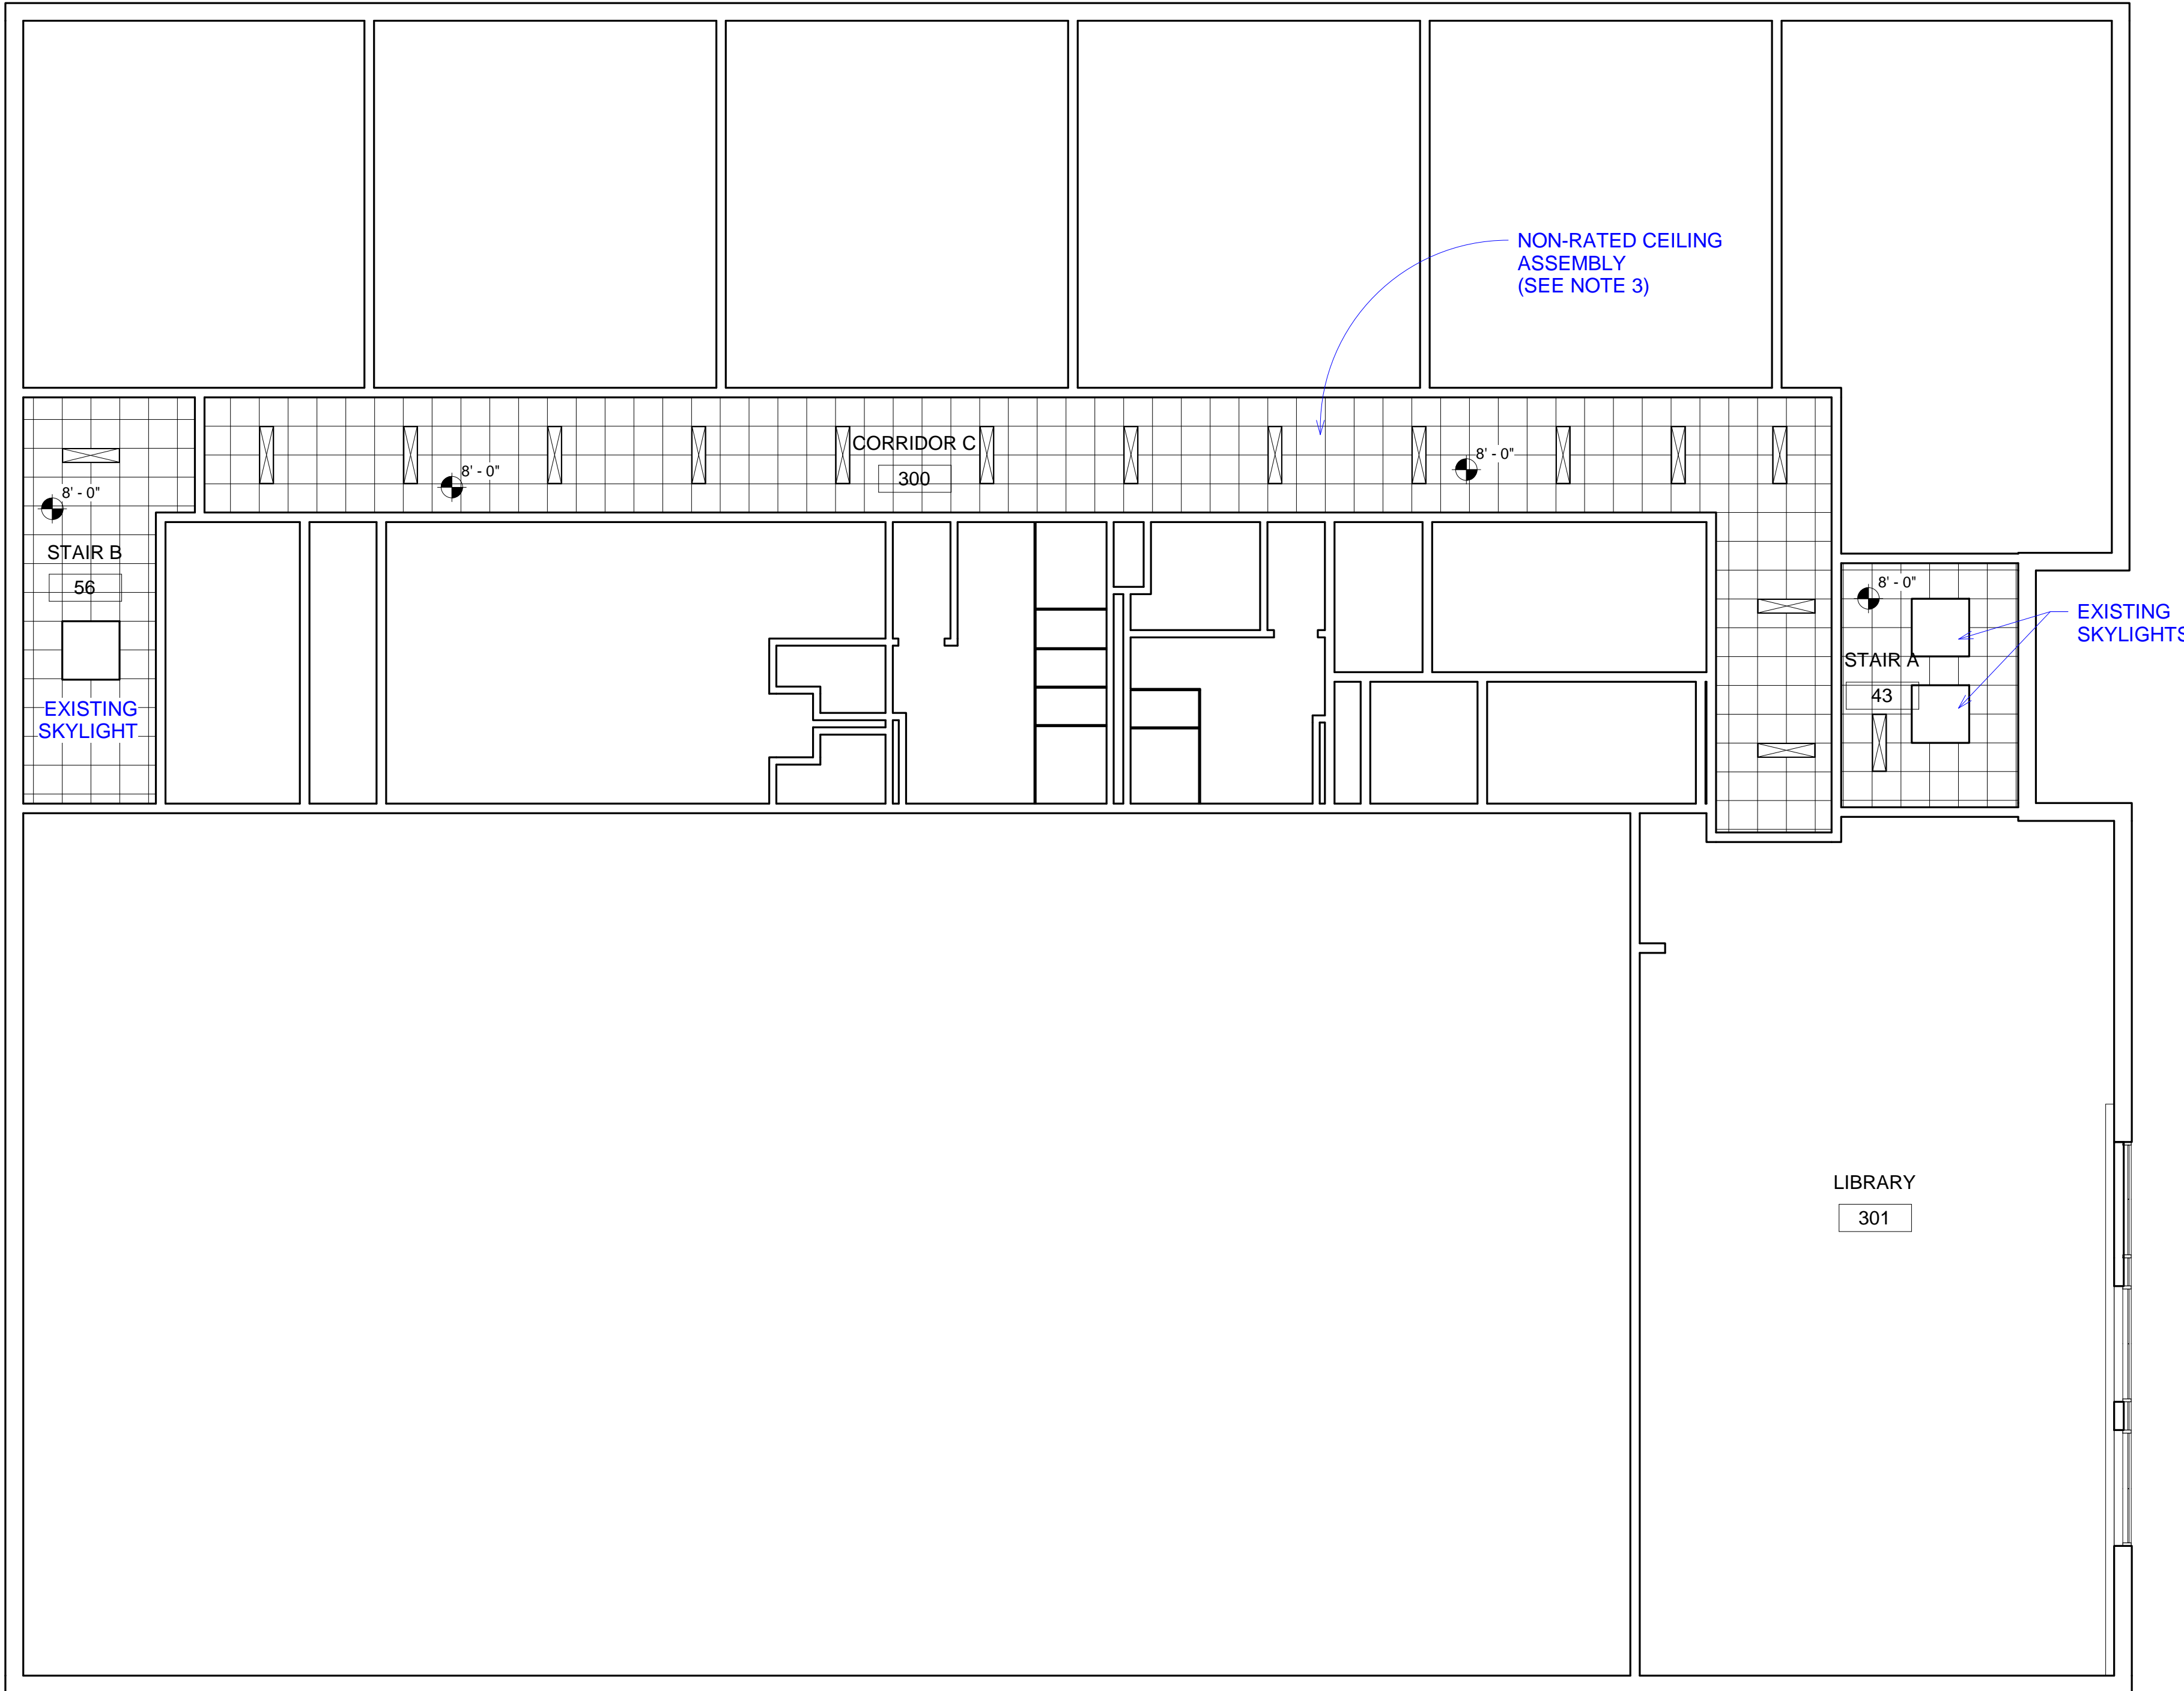 NON-RATED CEILING
ASSEMBLY
(SEE NOTE 3)
CORRIDOR C
300
8' - 0"
8' - 0"
8' - 0"
STAIR B
56
EXISTING
SKYLIGHT
8' - 0"
STAIR A
43
EXISTING
SKYLIGHTS
LIBRARY
301